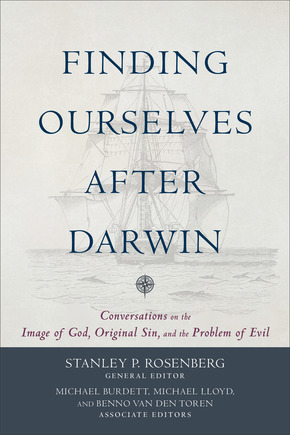 FINDING
OURSELVES
AFTER
DARWIN
Conversations on the
Image of God, Original Sin, and the Problem of Evil
STANLEY P. ROSENBERG
GENERAL EDITOR
MICHAEL BURDETT, MICHAEL LLOYD,
AND BENNO VAN DEN TOREN
ASSOCIATE EDITORS